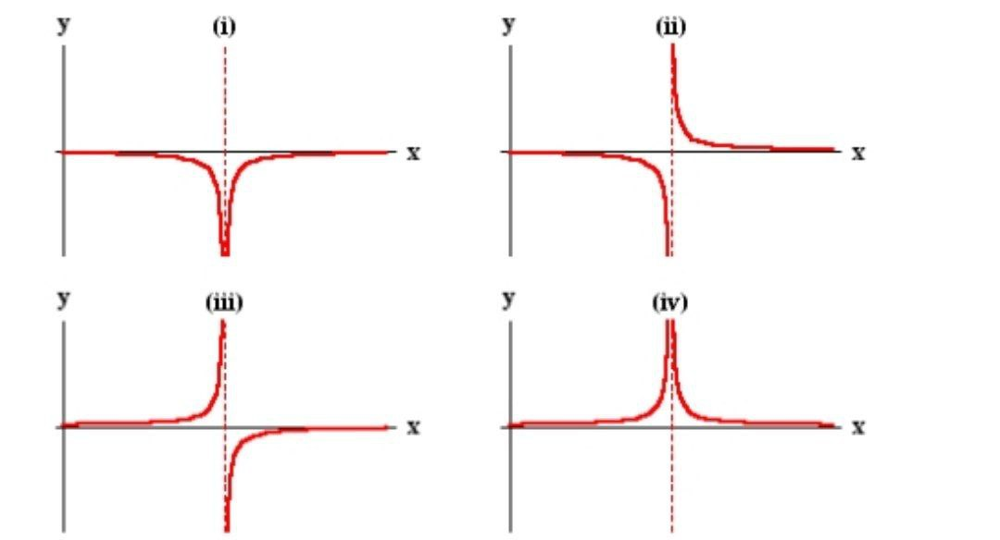 y (i)
x
y (ii)
x
y (iii)
x
y (iv)
x